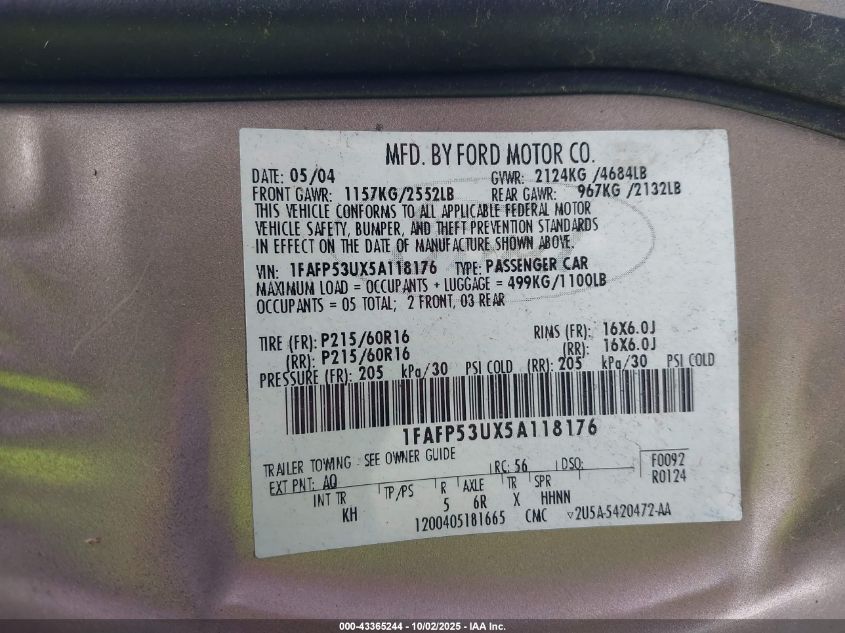 MFD. BY FORD MOTOR CO.
DATE: 05/04 GVWR: 2124KG /4684LB
FRONT GAWR: 1157KG/2552LB REAR GAWR: 967KG /2132LB
THIS VEHICLE CONFORMS TO ALL APPLICABLE FEDERAL MOTOR
VEHICLE SAFETY, BUMPER, AND THEFT PREVENTION STANDARDS
IN EFFECT ON THE DATE OF MANUFACTURE SHOWN ABOVE.
VIN: 1FAFP53UX5A118176 TYPE: PASSENGER CAR
MAXIMUM LOAD = OCCUPANTS + LUGGAGE = 499KG/1100LB
OCCUPANTS = 05 TOTAL; 2 FRONT, 03 REAR
TIRE (FR): P215/60R16 RIMS (FR): 16X6.0J
(RR): P215/60R16 (RR): 16X6.0J
PRESSURE (FR): 205 kPa/30 PSI COLD (RR): 205 kPa/30 PSI COLD
1FAFP53UX5A118176
TRAILER TOWING - SEE OWNER GUIDE
EXT PNT: AQ RC: 56 DSO: F0092
R0124
INT TR TP/PS R AXLE TR SPR
KH 5 6R X HHNN
1200405181665 CMC 2U5A-5420472-AA
000-43365244 - 10/02/2025 - IAA Inc.